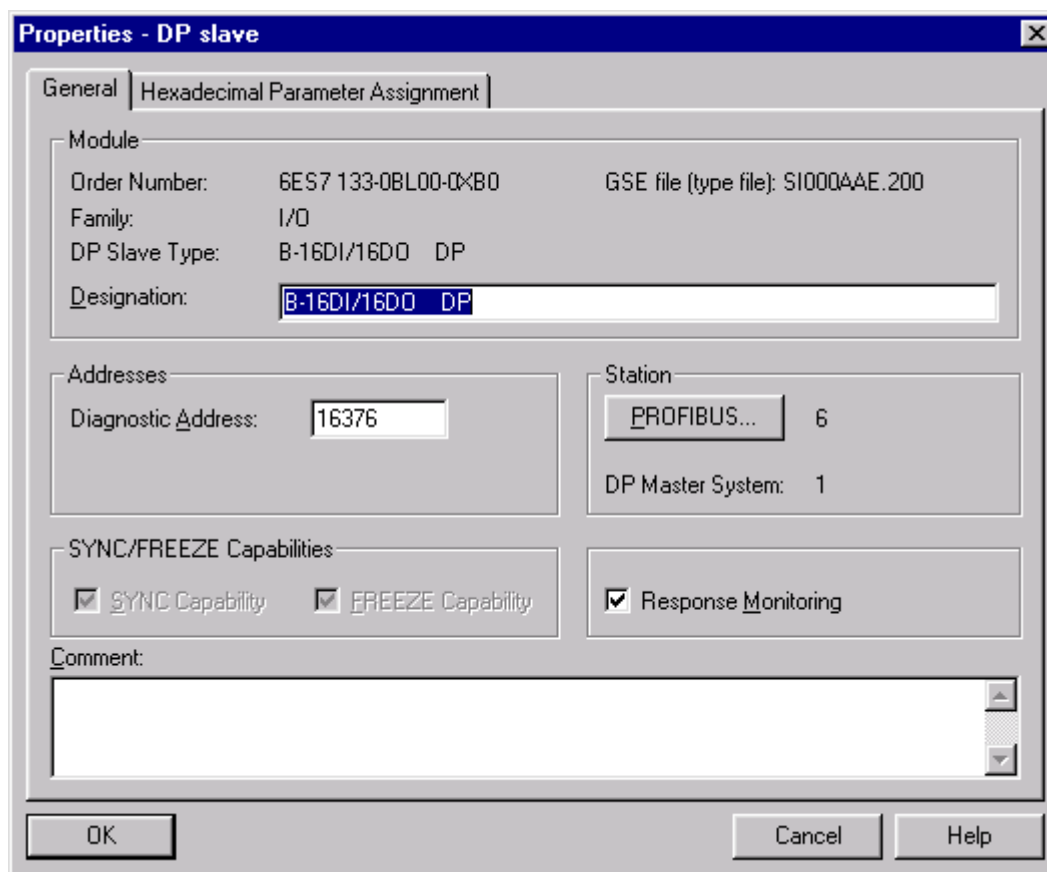 Properties - DP slave
General Hexadecimal Parameter Assignment
Module
Order Number: 6ES7 133-0BL00-0XB0 GSE file (type file): SI000AAE.200
Family: I/O
DP Slave Type: B-16DI/16DO DP
Designation: B-16DI/16DO DP
Addresses
Diagnostic Address: 16376
Station
PROFIBUS... 6
DP Master System: 1
SYNC/FREEZE Capabilities
SYNC Capability FREEZE Capability
Response Monitoring
Comment:
OK Cancel Help